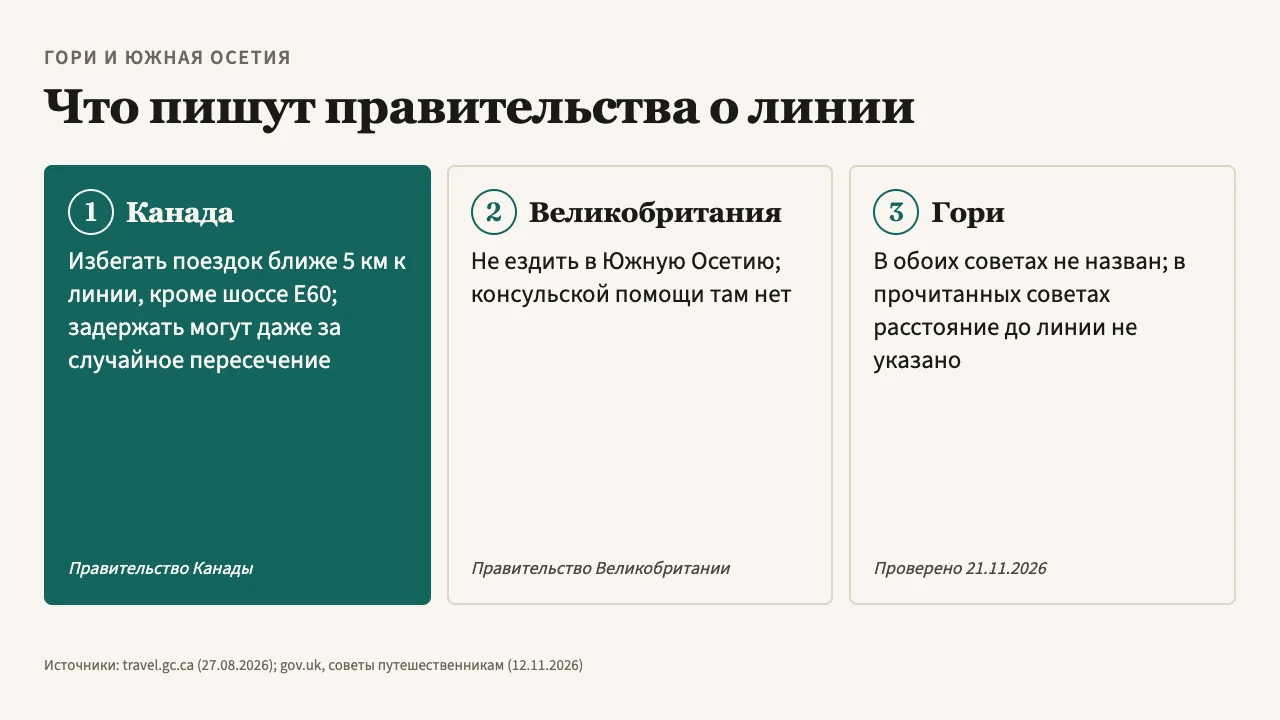 ГОРИ И ЮЖНАЯ ОСЕТИЯ
Что пишут правительства о линии
1 Канада
Избегать поездок ближе 5 км к
линии, кроме шоссе E60;
задержать могут даже за
случайное пересечение
Правительство Канады
2 Великобритания
Не ездить в Южную Осетию;
консульской помощи там нет
Правительство Великобритании
3 Гори
В обоих советах не назван; в
прочитанных советах
расстояние до линии не
указано
Проверено 21.11.2026
Источники: travel.gc.ca (27.08.2026); gov.uk, советы путешественникам (12.11.2026)